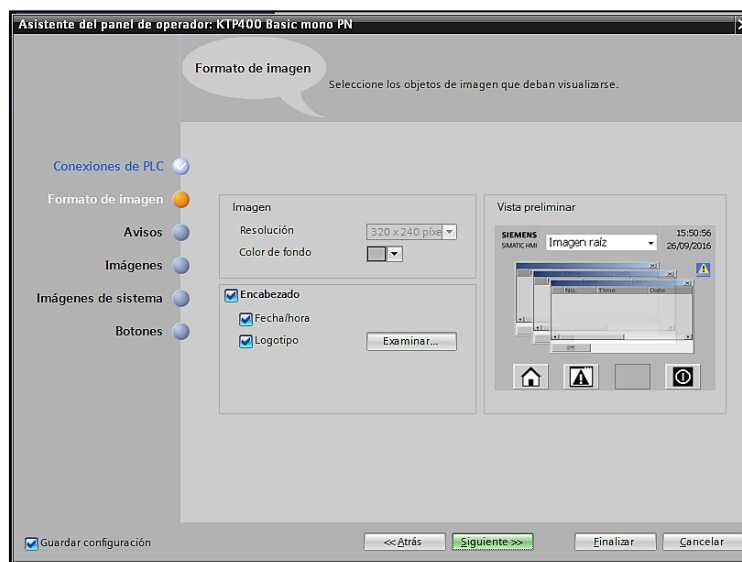 Asistente del panel de operador: KTP400 Basic mono PN
Formato de imagen
Seleccione los objetos de imagen que deban visualizarse.
Conexiones de PLC
Formato de imagen
Avisos
Imágenes
Imágenes de sistema
Botones
Imagen
Resolución
320 x 240 píxe
Color de fondo
Encabezado
Fecha/hora
Logotipo
Examinar...
Vista preliminar
SIEMENS
SIMATIC HMI
Imagen raíz
15:50:56
26/09/2016
No. Time Date
Guardar configuración
<< Atrás
Siguiente >>
Finalizar
Cancelar